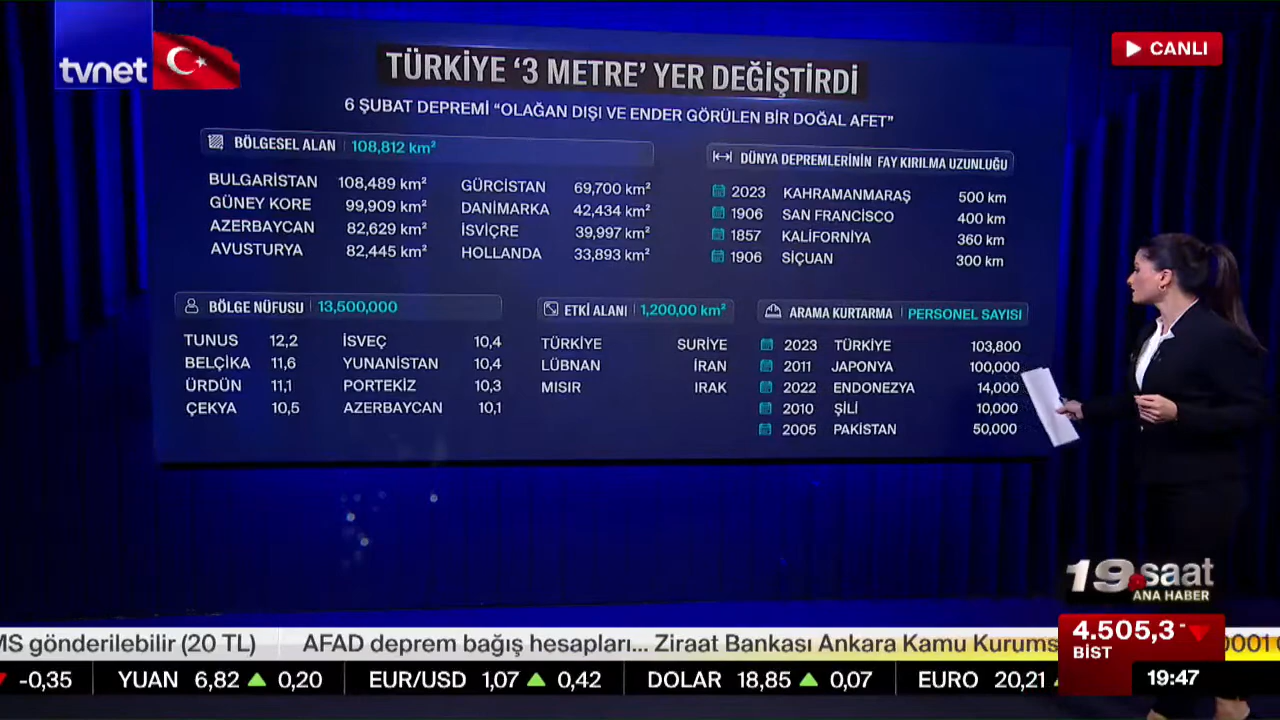 tvnet
CANLI
TÜRKİYE ‘3 METRE’ YER DEĞİŞTİRDİ
6 ŞUBAT DEPREMİ “OLAĞAN DIŞI VE ENDER GÖRÜLEN BİR DOĞAL AFET”
BÖLGESEL ALAN 108,812 km²
BULGARİSTAN 108,489 km² GÜRCİSTAN 69,700 km²
GÜNEY KORE 99,909 km² DANİMARKA 42,434 km²
AZERBAYCAN 82,629 km² İSVİÇRE 39,997 km²
AVUSTURYA 82,445 km² HOLLANDA 33,893 km²
DÜNYA DEPREMLERİNİN FAY KIRILMA UZUNLUĞU
2023 KAHRAMANMARAŞ 500 km
1906 SAN FRANCİSCO 400 km
1857 KALİFORNİYA 360 km
1906 SİÇUAN 300 km
BÖLGE NÜFUSU 13,500,000
TUNUS 12,2 İSVEÇ 10,4
BELÇİKA 11,6 YUNANİSTAN 10,4
ÜRDÜN 11,1 PORTEKİZ 10,3
ÇEKYA 10,5 AZERBAYCAN 10,1
ETKİ ALANI 1,200,00 km²
TÜRKİYE SURİYE
LÜBNAN İRAN
MISIR IRAK
ARAMA KURTARMA PERSONEL SAYISI
2023 TÜRKİYE 103,800
2011 JAPONYA 100,000
2022 ENDONEZYA 14,000
2010 ŞİLİ 10,000
2005 PAKİSTAN 50,000
19.saat
ANA HABER
MS gönderilebilir (20 TL) AFAD deprem bağış hesapları... Ziraat Bankası Ankara Kamu Kurums
4.505,3
BİST
19:47
-0,35 YUAN 6,82 0,20 EUR/USD 1,07 0,42 DOLAR 18,85 0,07 EURO 20,21